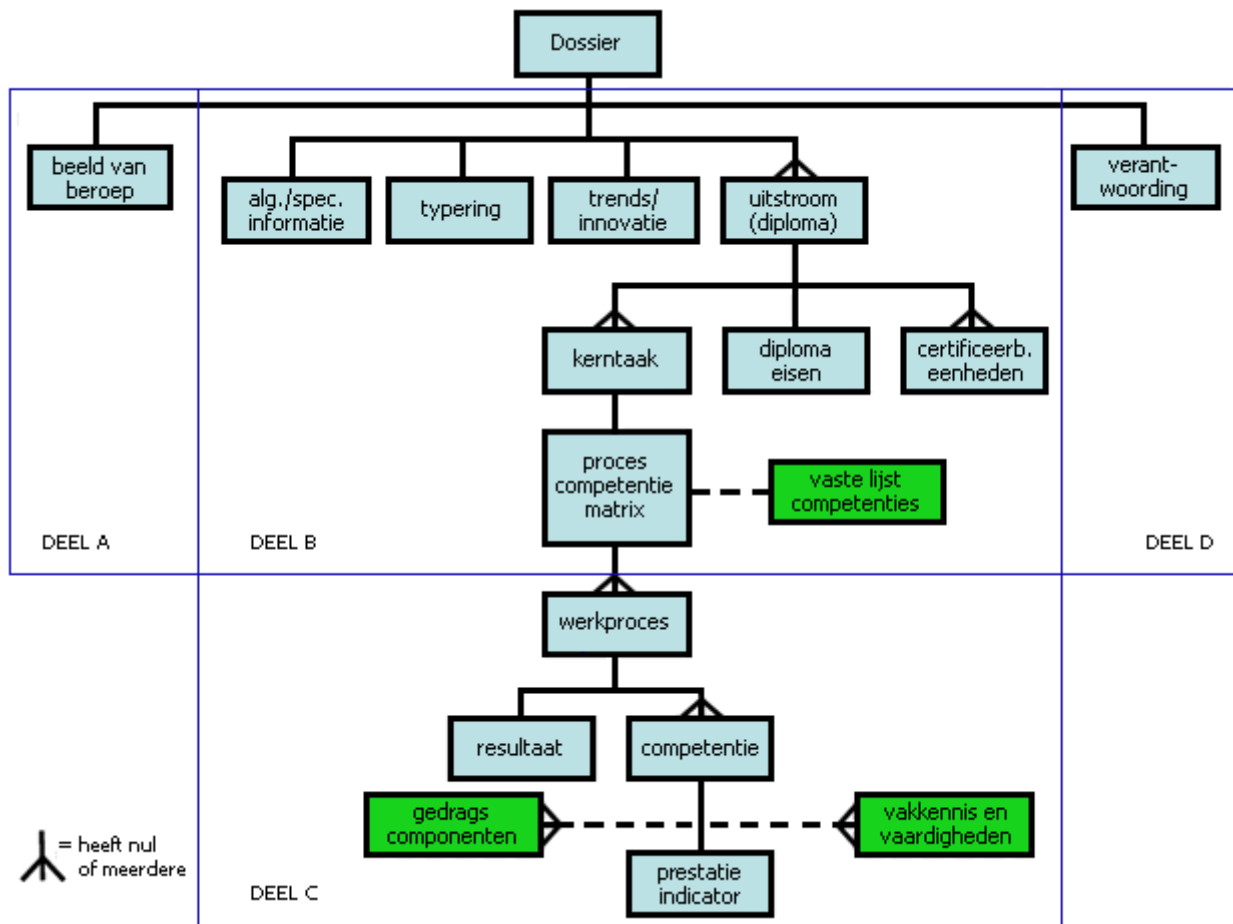 Dossier
beeld van
beroep
alg./spec.
informatie
typering
trends/
innovatie
uitstroom
(diploma)
verant-
woording
kerntaak
diploma
eisen
certificeerb.
eenheden
proces
competentie
matrix
vaste lijst
competenties
DEEL A
DEEL B
DEEL D
werkproces
resultaat
competentie
gedrags
componenten
vakkennis en
vaardigheden
= heeft nul
of meerdere
prestatie
indicator
DEEL C